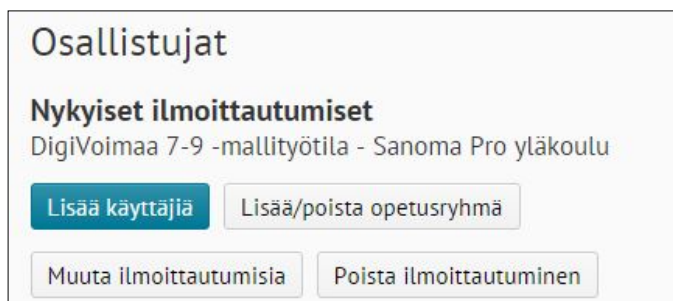 Osallistujat
Nykyiset ilmoittautumiset
DigiVoimaa 7-9 -mallityötila - Sanoma Pro yläkoulu
Lisää käyttäjiä Lisää/poista opetusryhmä
Muuta ilmoittautumisia Poista ilmoittautuminen